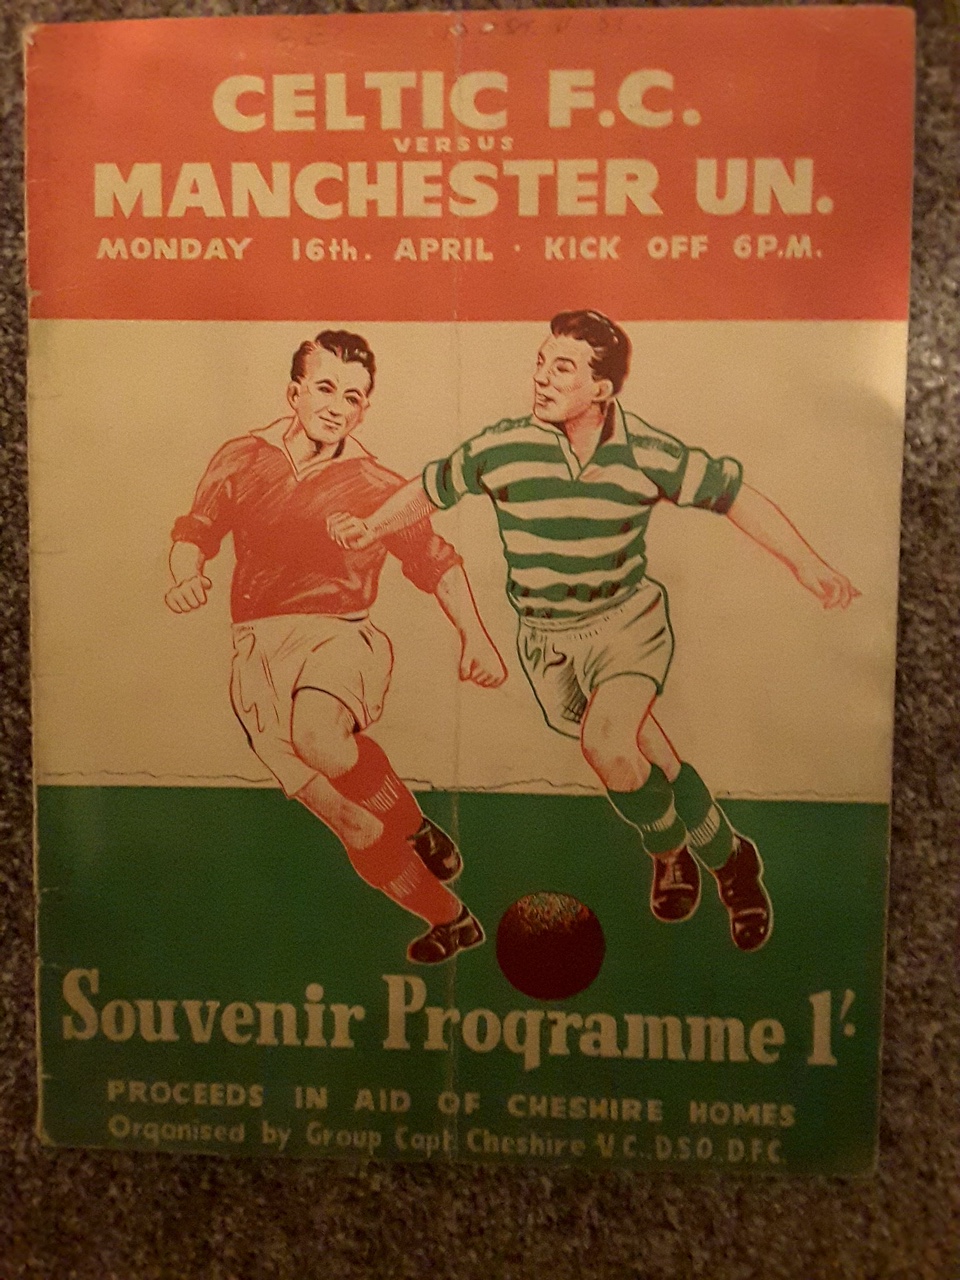 CELTIC F.C.
VERSUS
MANCHESTER UN.
MONDAY 16th. APRIL · KICK OFF 6P.M.
Souvenir Programme 1/-
PROCEEDS IN AID OF CHESHIRE HOMES
Organised by Group Capt Cheshire V.C. D.S.O. D.F.C.